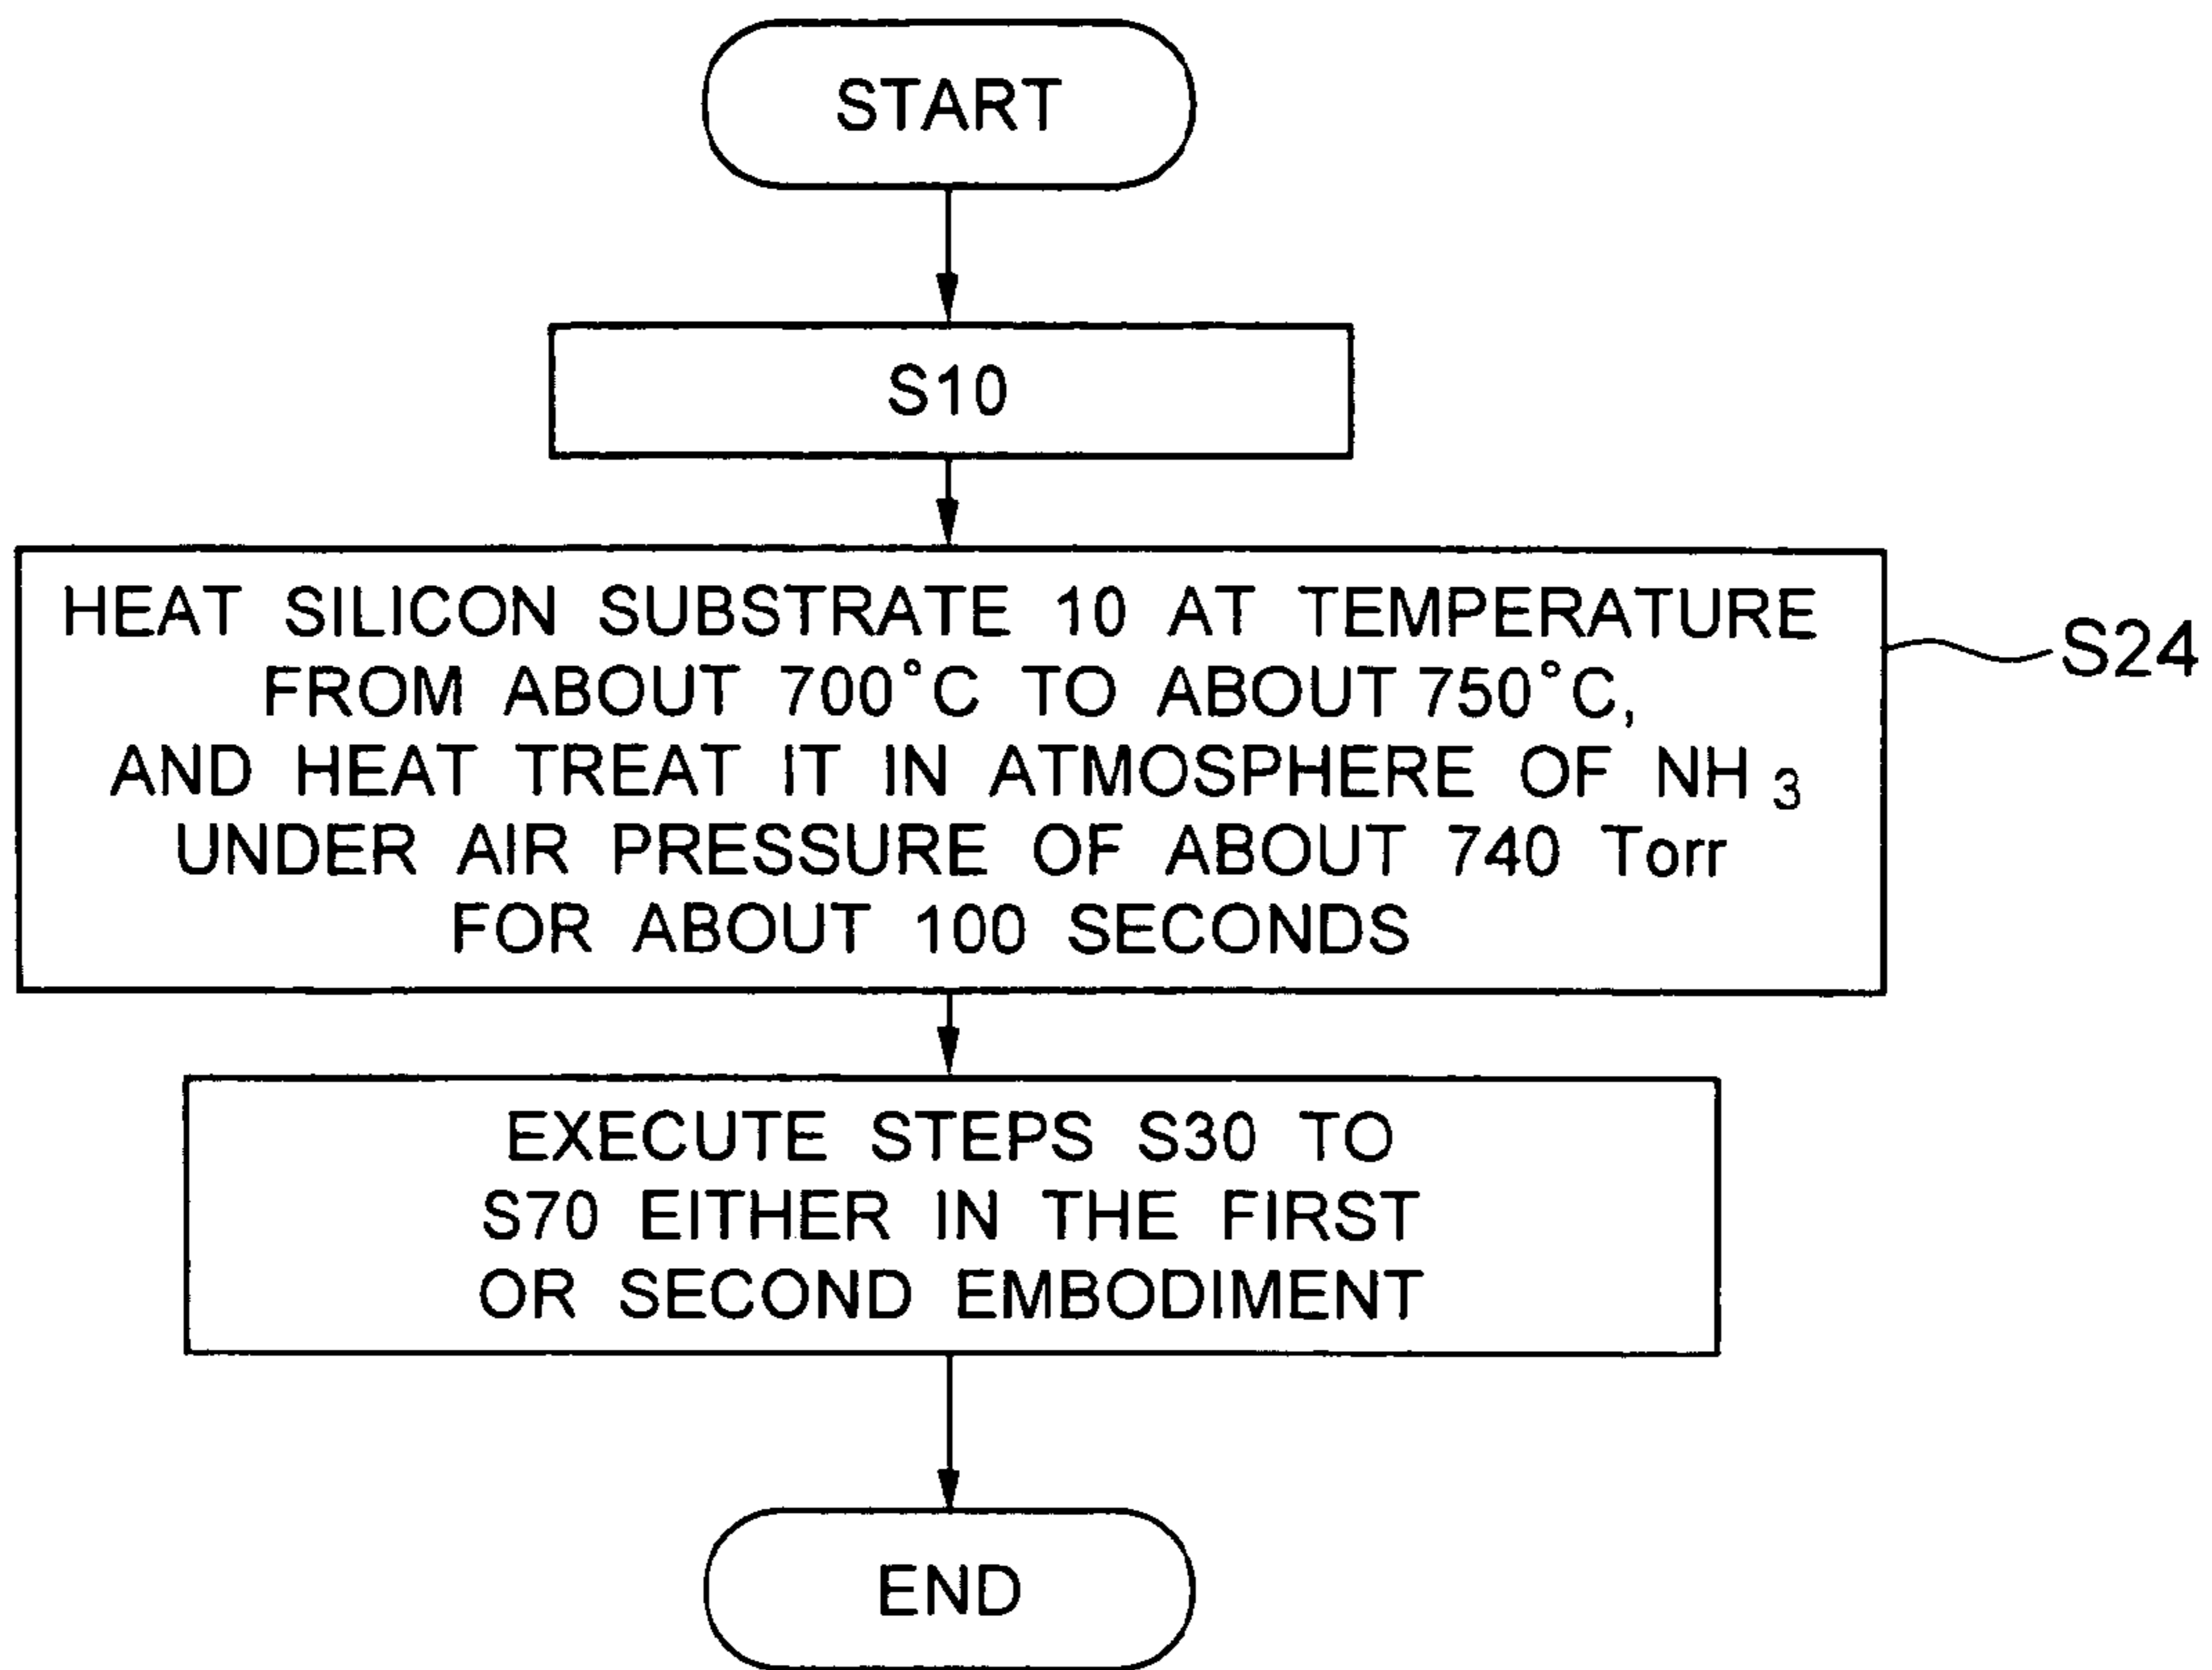 START
S10
HEAT SILICON SUBSTRATE 10 AT TEMPERATURE
FROM ABOUT 700°C TO ABOUT 750°C,
AND HEAT TREAT IT IN ATMOSPHERE OF NH3
UNDER AIR PRESSURE OF ABOUT 740 Torr
FOR ABOUT 100 SECONDS
S24
EXECUTE STEPS S30 TO
S70 EITHER IN THE FIRST
OR SECOND EMBODIMENT
END